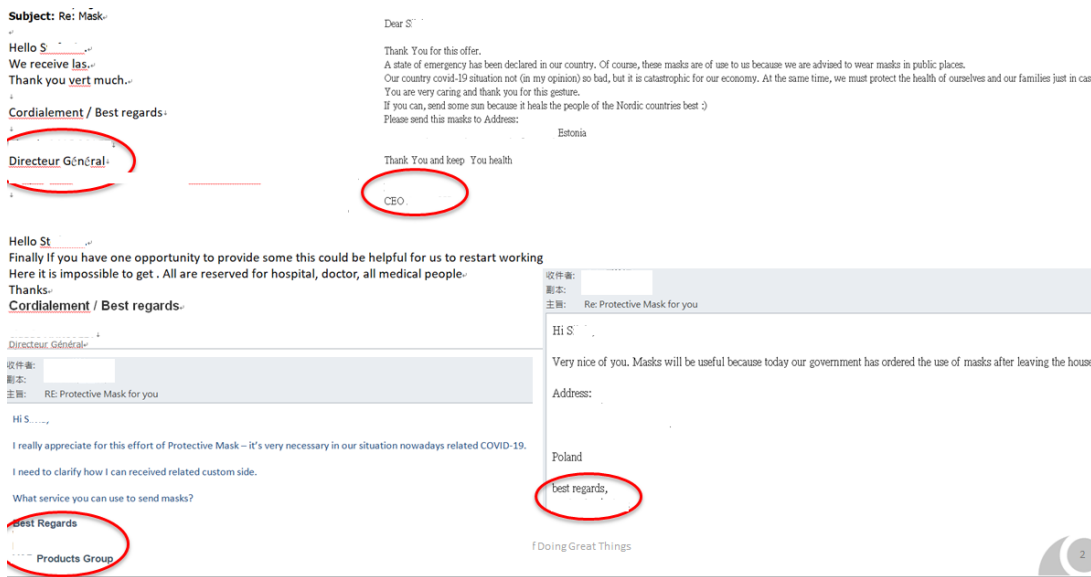 Subject: Re: Mask
Hello S
We receive las.
Thank you vert much.
Cordialement / Best regards
Directeur Général
Dear S
Thank You for this offer.
A state of emergency has been declared in our country. Of course, these masks are of use to us because we are advised to wear masks in public places.
Our country covid-19 situation not (in my opinion) so bad, but it is catastrophic for our economy. At the same time, we must protect the health of ourselves and our families just in cas
You are very caring and thank you for this gesture.
If you can, send some sun because it heals the people of the Nordic countries best :)
Please send this masks to Address:
Estonia
Thank You and keep You health
CEO
Hello St
Finally If you have one opportunity to provide some this could be helpful for us to restart working
Here it is impossible to get . All are reserved for hospital, doctor, all medical people
Thanks
Cordialement / Best regards
Directeur Général
收件者:
副本:
主旨: RE: Protective Mask for you
Hi S
I really appreciate for this effort of Protective Mask – it's very necessary in our situation nowadays related COVID-19.
I need to clarify how I can received related custom side.
What service you can use to send masks?
Best Regards
Products Group
收件者:
副本:
主旨: Re: Protective Mask for you
Hi S
Very nice of you. Masks will be useful because today our government has ordered the use of masks after leaving the house
Address:
Poland
best regards,
f Doing Great Things
2